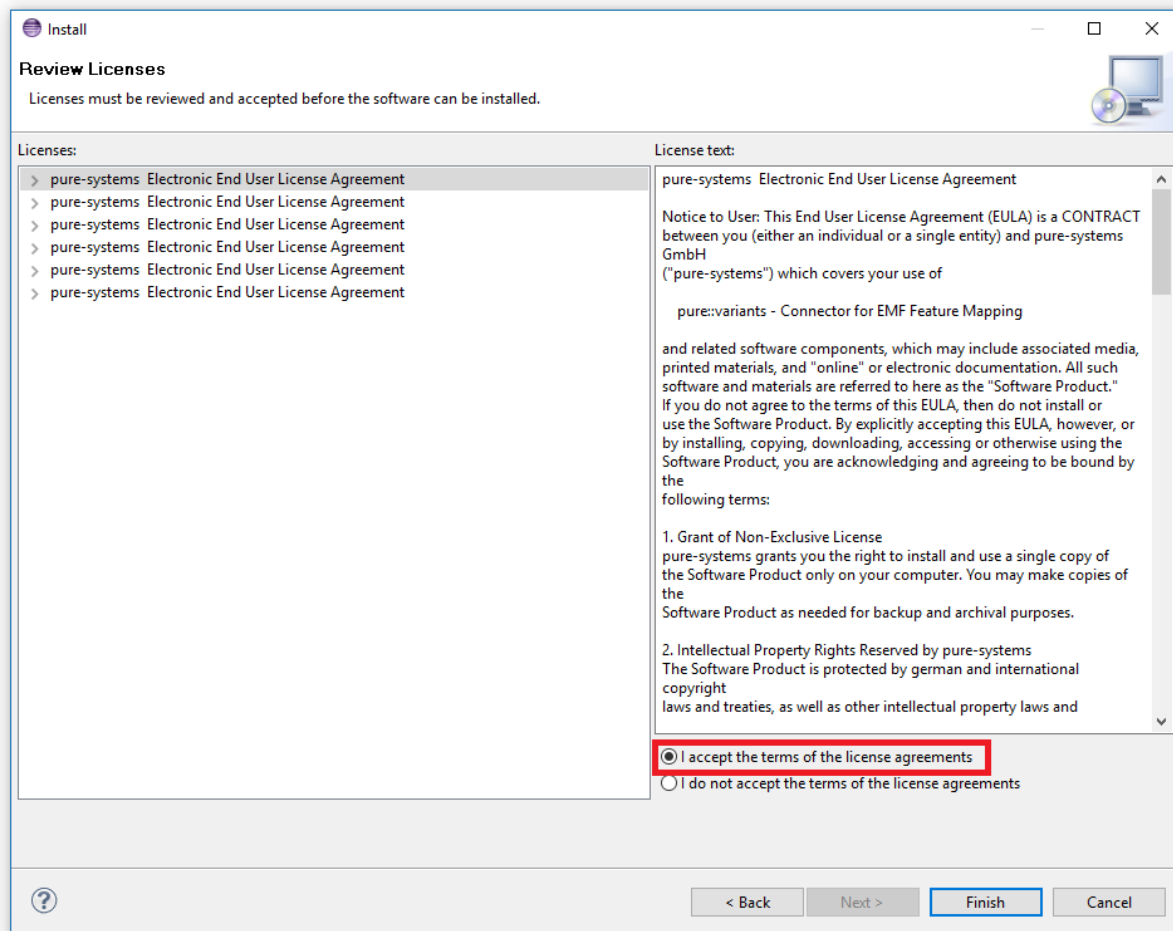 Install
Review Licenses
Licenses must be reviewed and accepted before the software can be installed.
Licenses:
pure-systems  Electronic End User License Agreement
pure-systems  Electronic End User License Agreement
pure-systems  Electronic End User License Agreement
pure-systems  Electronic End User License Agreement
pure-systems  Electronic End User License Agreement
pure-systems  Electronic End User License Agreement
License text:
pure-systems  Electronic End User License Agreement
Notice to User: This End User License Agreement (EULA) is a CONTRACT
between you (either an individual or a single entity) and pure-systems
GmbH
("pure-systems") which covers your use of
pure::variants - Connector for EMF Feature Mapping
and related software components, which may include associated media,
printed materials, and "online" or electronic documentation. All such
software and materials are referred to here as the "Software Product."
If you do not agree to the terms of this EULA, then do not install or
use the Software Product. By explicitly accepting this EULA, however, or
by installing, copying, downloading, accessing or otherwise using the
Software Product, you are acknowledging and agreeing to be bound by
the
following terms:
1. Grant of Non-Exclusive License
pure-systems grants you the right to install and use a single copy of
the Software Product only on your computer. You may make copies of
the
Software Product as needed for backup and archival purposes.
2. Intellectual Property Rights Reserved by pure-systems
The Software Product is protected by german and international
copyright
laws and treaties, as well as other intellectual property laws and
I accept the terms of the license agreements
I do not accept the terms of the license agreements
?
< Back
Next >
Finish
Cancel